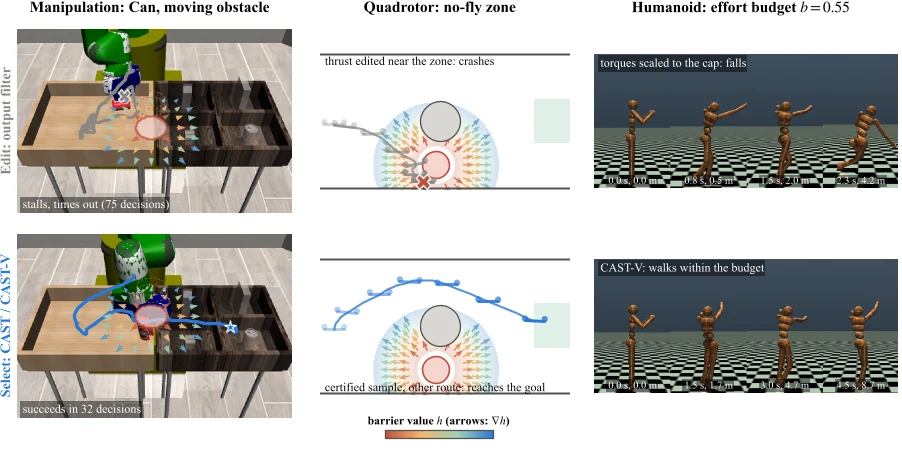 Manipulation: Can, moving obstacle
Quadrotor: no-fly zone
Humanoid: effort budget b = 0.55
Edit: output filter
stalls, times out (75 decisions)
thrust edited near the zone: crashes
torques scaled to the cap: falls
0.0 s, 0.0 m
0.8 s, 0.5 m
1.5 s, 2.0 m
2.3 s, 4.2 m
Select: CAST / CAST-V
succeeds in 32 decisions
certified sample, other route: reaches the goal
CAST-V: walks within the budget
0.0 s, 0.0 m
1.5 s, 1.7 m
3.0 s, 4.7 m
4.5 s, 8.7 m
barrier value h (arrows: ∇h)